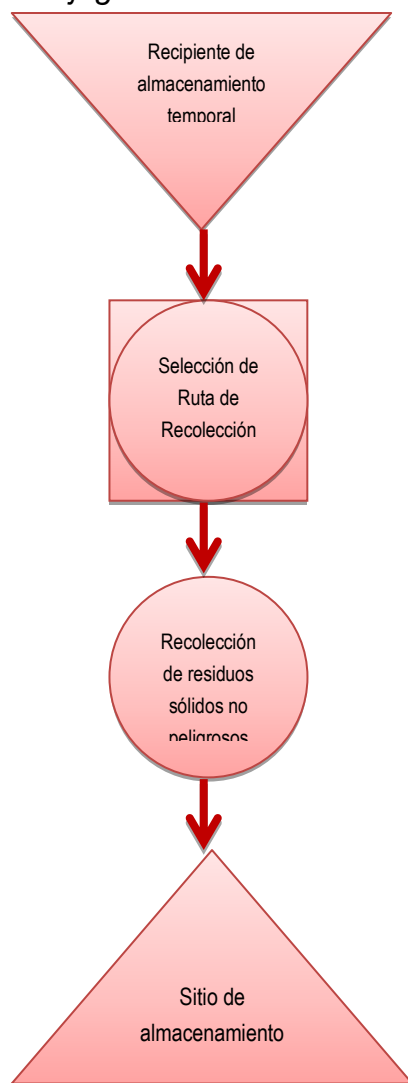 Recipiente de
almacenamiento
temporal
Selección de
Ruta de
Recolección
Recolección
de residuos
sólidos no
peligrosos
Sitio de
almacenamiento